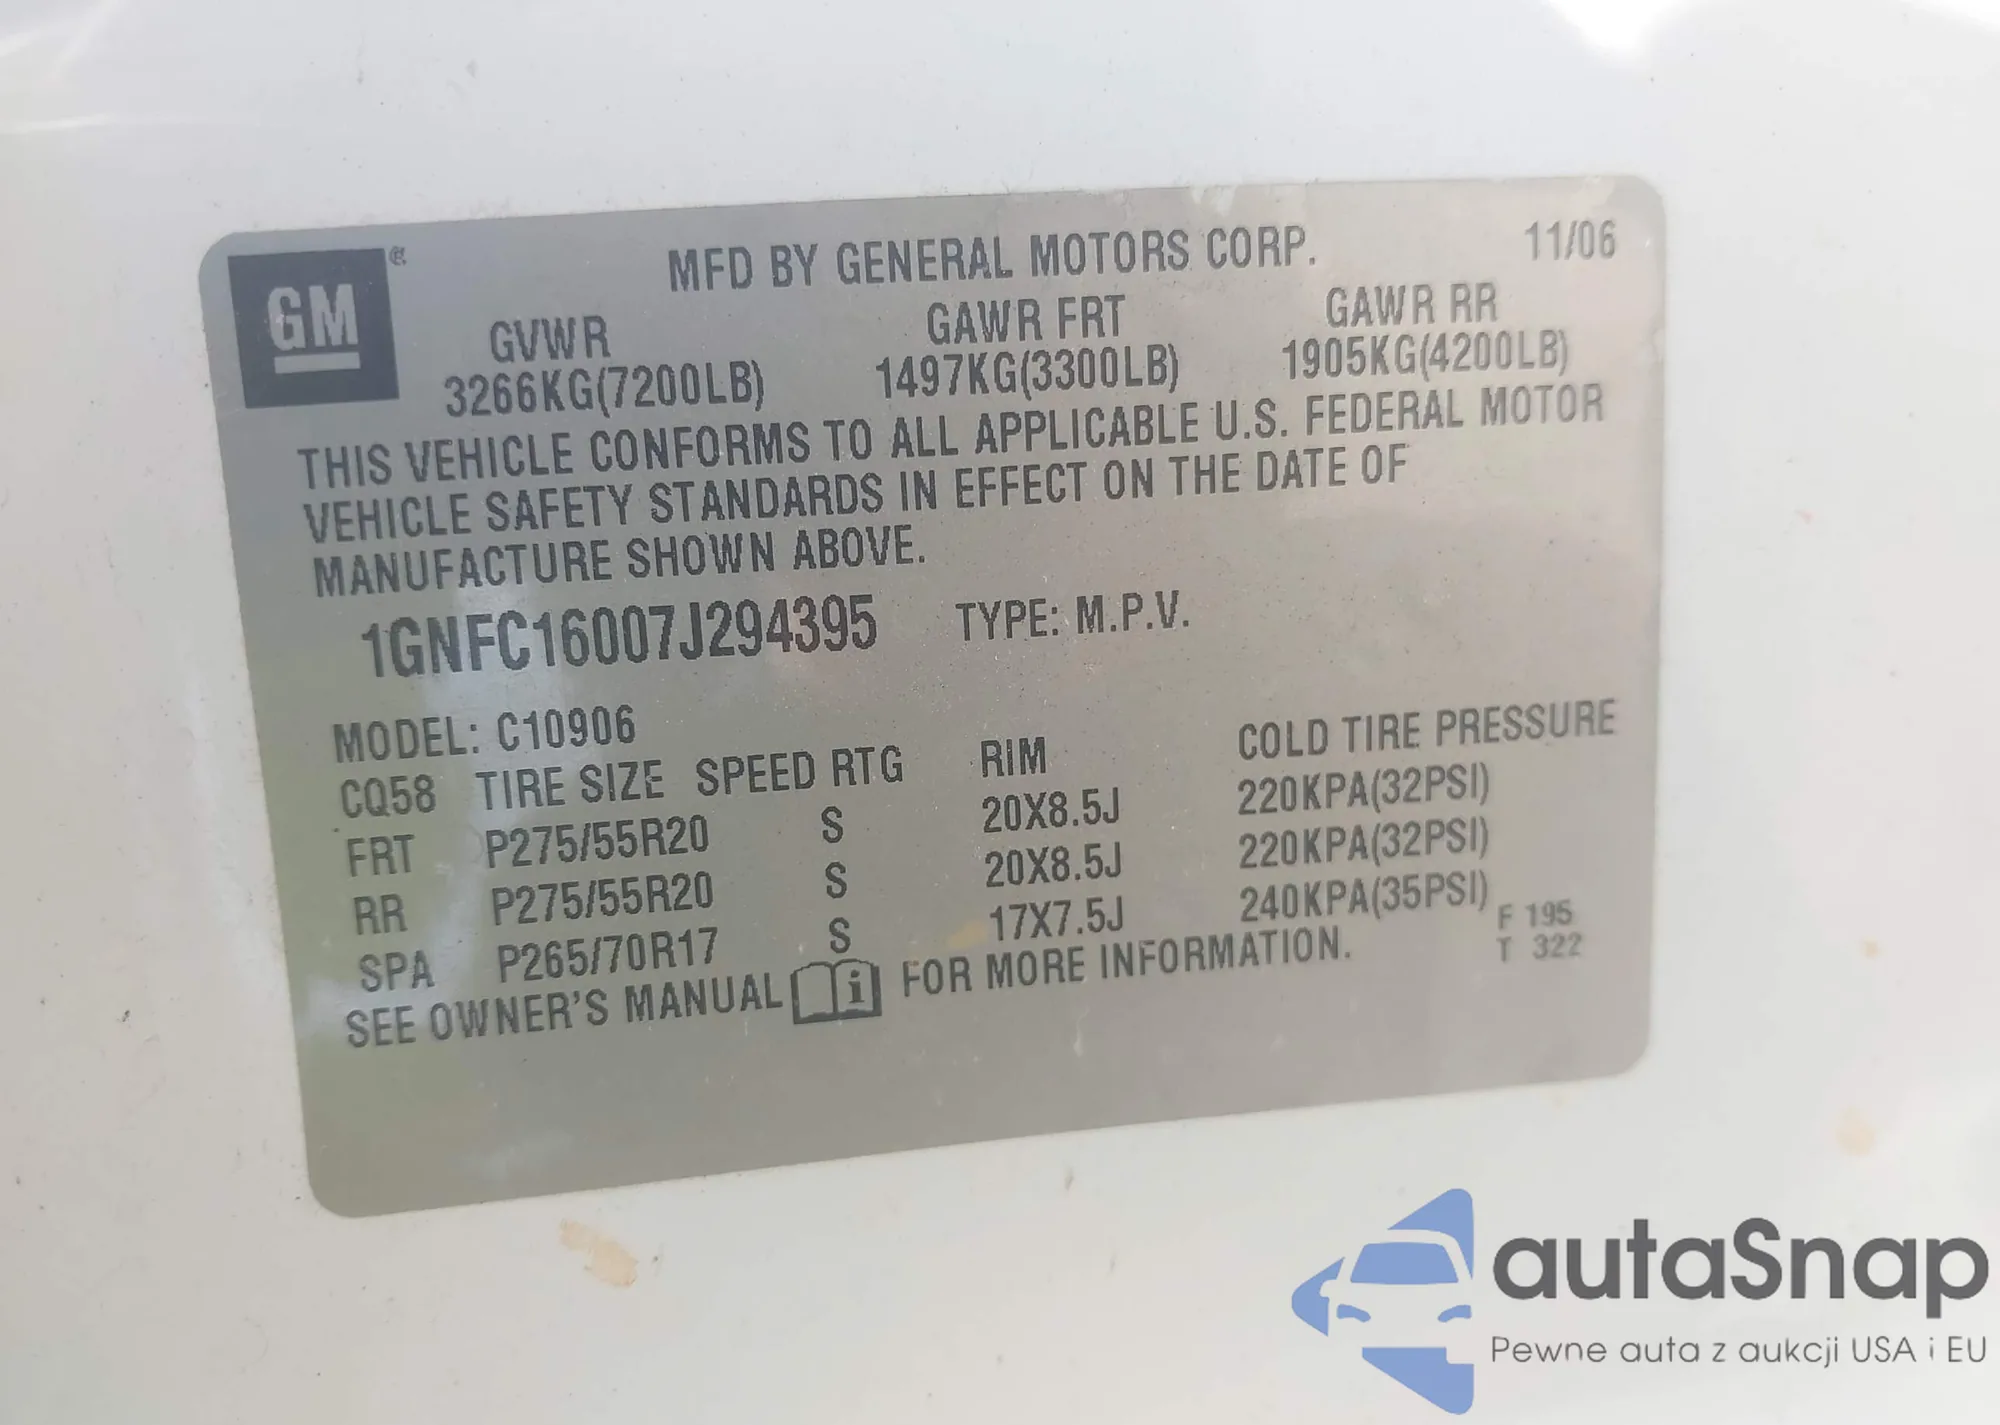 GM
MFD BY GENERAL MOTORS CORP. 11/06
GVWR GAWR FRT GAWR RR
3266KG(7200LB) 1497KG(3300LB) 1905KG(4200LB)
THIS VEHICLE CONFORMS TO ALL APPLICABLE U.S. FEDERAL MOTOR
VEHICLE SAFETY STANDARDS IN EFFECT ON THE DATE OF
MANUFACTURE SHOWN ABOVE.
1GNFC16007J294395 TYPE: M.P.V.
MODEL: C10906
CQ58 TIRE SIZE SPEED RTG RIM COLD TIRE PRESSURE
FRT P275/55R20 S 20X8.5J 220KPA(32PSI)
RR P275/55R20 S 20X8.5J 220KPA(32PSI)
SPA P265/70R17 S 17X7.5J 240KPA(35PSI)
SEE OWNER'S MANUAL i FOR MORE INFORMATION.
F 195
T 322
autaSnap
Pewne auta z aukcji USA i EU